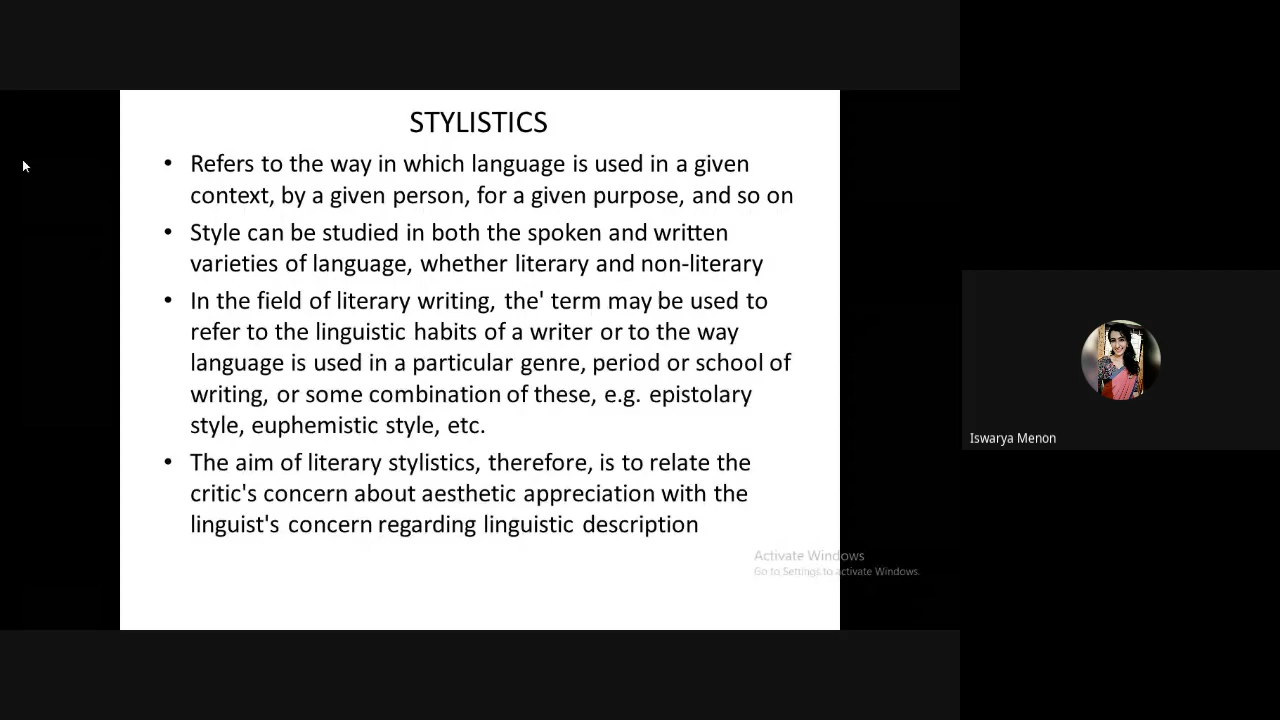 STYLISTICS
• Refers to the way in which language is used in a given
context, by a given person, for a given purpose, and so on
• Style can be studied in both the spoken and written
varieties of language, whether literary and non-literary
• In the field of literary writing, the' term may be used to
refer to the linguistic habits of a writer or to the way
language is used in a particular genre, period or school of
writing, or some combination of these, e.g. epistolary
style, euphemistic style, etc.
• The aim of literary stylistics, therefore, is to relate the
critic's concern about aesthetic appreciation with the
linguist's concern regarding linguistic description
Activate Windows
Go to Settings to activate Windows.
Iswarya Menon